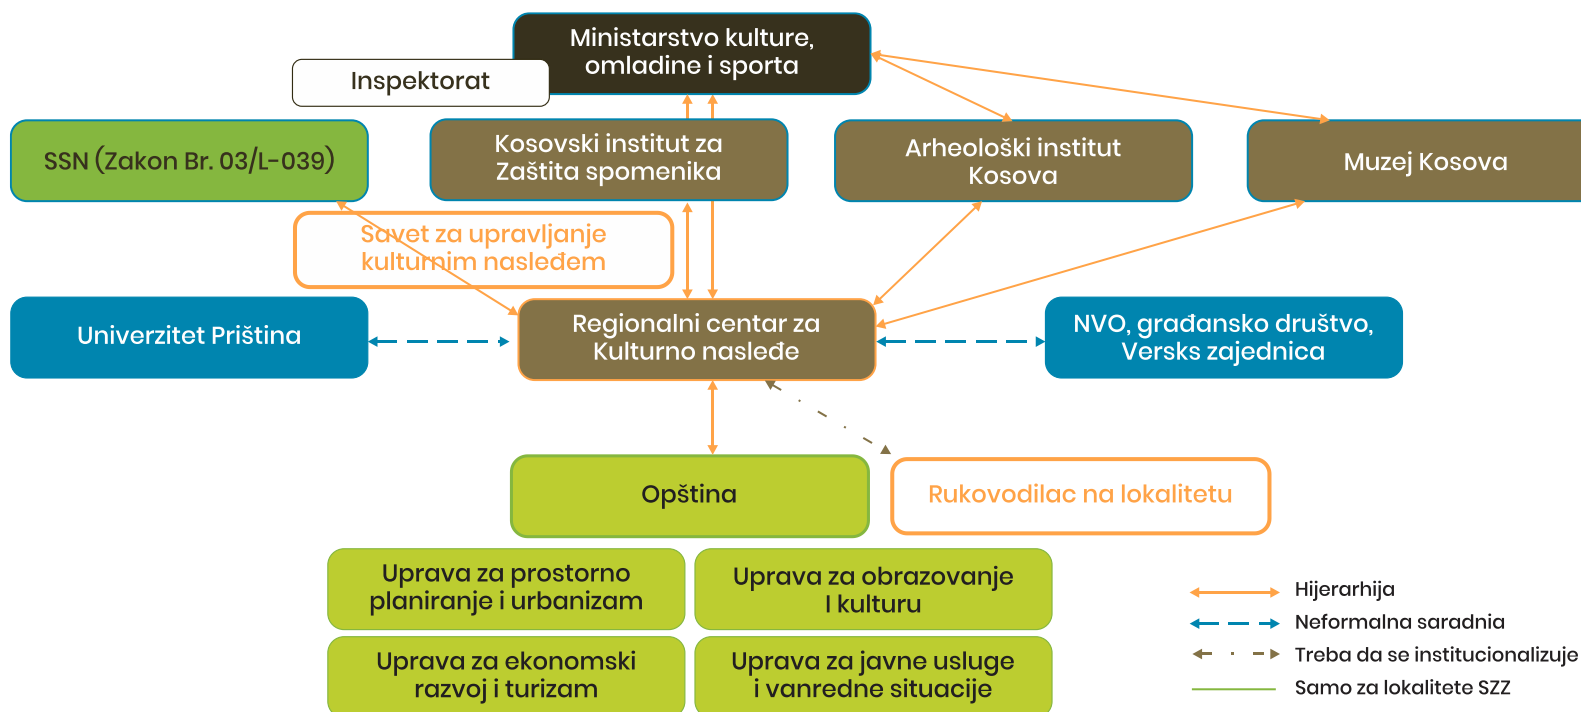 Ministarstvo kulture,
omladine i sporta
Inspektorat
SSN (Zakon Br. 03/L-039)
Kosovski institut za
Zaštita spomenika
Arheološki institut
Kosova
Muzej Kosova
Savet za upravljanje
kulturnim nasleđem
Univerzitet Priština
Regionalni centar za
Kulturno nasleđe
NVO, građansko društvo,
Versks zajednica
Opština
Rukovodilac na lokalitetu
Uprava za prostorno
planiranje i urbanizam
Uprava za obrazovanje
I kulturu
Uprava za ekonomski
razvoj i turizam
Uprava za javne usluge
i vanredne situacije
Hijerarhija
Neformalna saradnia
Treba da se institucionalizuje
Samo za lokalitete SZZ